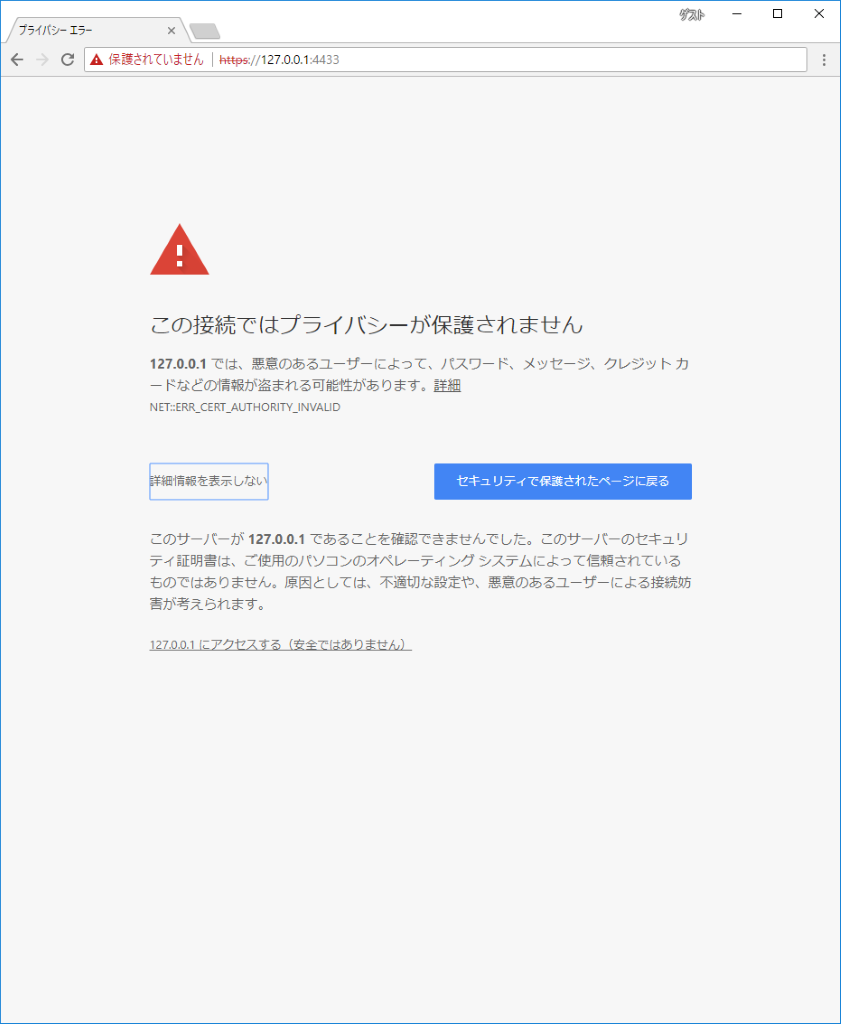 ゲスト
プライバシー エラー
保護されていません https://127.0.0.1:4433
この接続ではプライバシーが保護されません
127.0.0.1 では、悪意のあるユーザーによって、パスワード、メッセージ、クレジット カ
ードなどの情報が盗まれる可能性があります。詳細
NET::ERR_CERT_AUTHORITY_INVALID
詳細情報を表示しない
セキュリティで保護されたページに戻る
このサーバーが 127.0.0.1 であることを確認できませんでした。このサーバーのセキュリ
ティ証明書は、ご使用のパソコンのオペレーティング システムによって信頼されている
ものではありません。原因としては、不適切な設定や、悪意のあるユーザーによる接続妨
害が考えられます。
127.0.0.1 にアクセスする（安全ではありません）